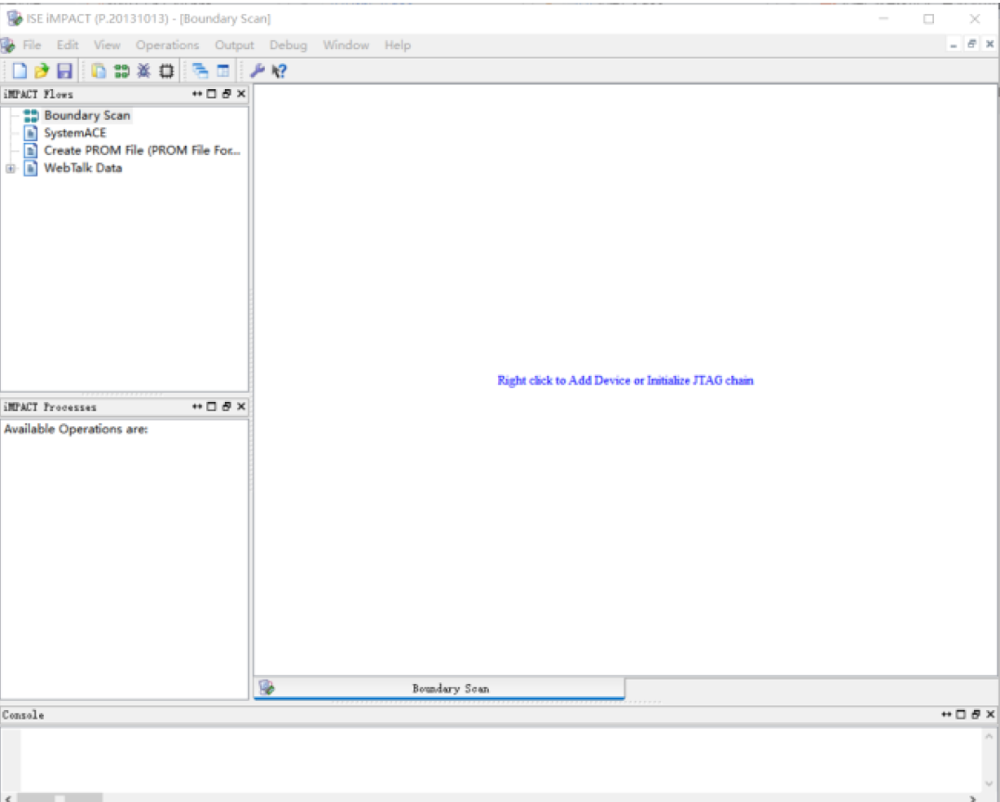 ISE iMPACT (P.20131013) - [Boundary Scan]
File Edit View Operations Output Debug Window Help
iMPACT Flows
Boundary Scan
SystemACE
Create PROM File (PROM File For...
WebTalk Data
Right click to Add Device or Initialize JTAG chain
iMPACT Processes
Available Operations are:
Boundary Scan
Console